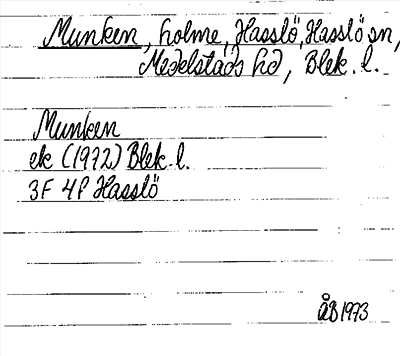 Munken, holme, Hasslö, Hasslö sn,
Medelstads hd, Blek. l.
Munken
ek (1972) Blek. l.
3F 4P Hasslö
ÅB 1973